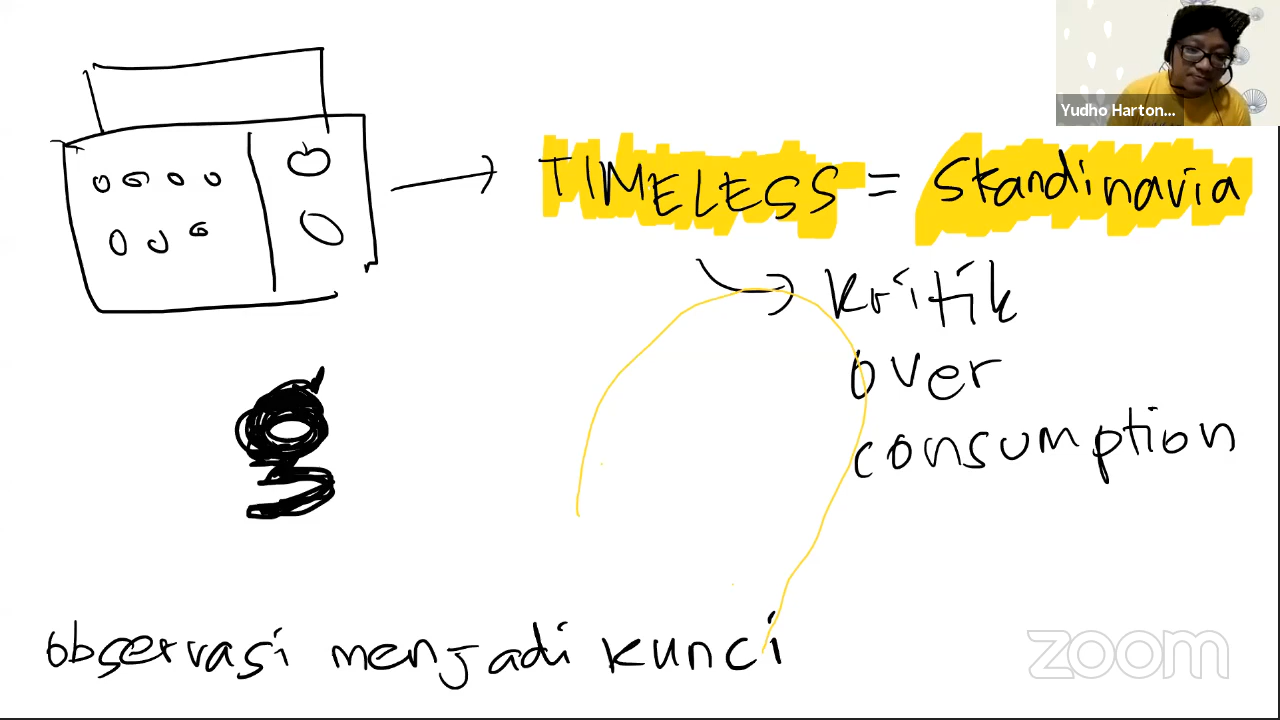 Yudho Harton...
TIMELESS = Skandinavia
kritik
over
consumption
g
observasi menjadi kunci
zoom